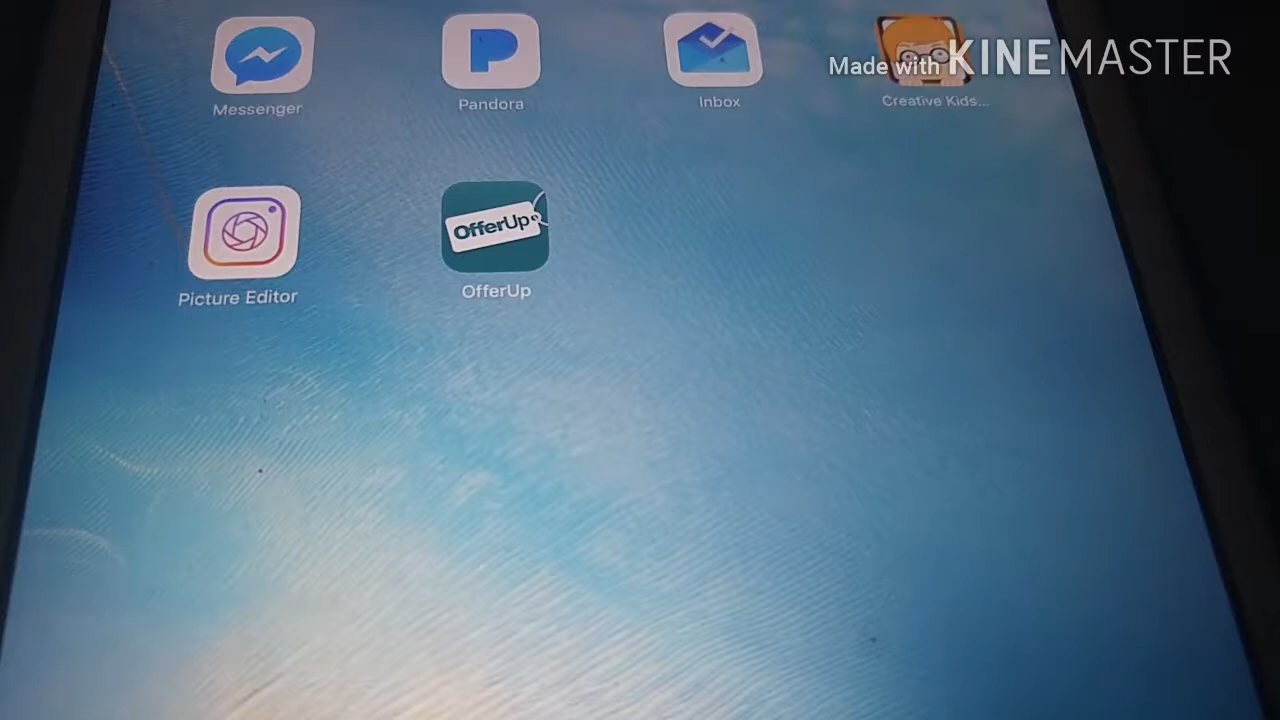 Made with KINEMASTER
Messenger
Pandora
Inbox
Creative Kids...
OfferUp
Picture Editor
OfferUp